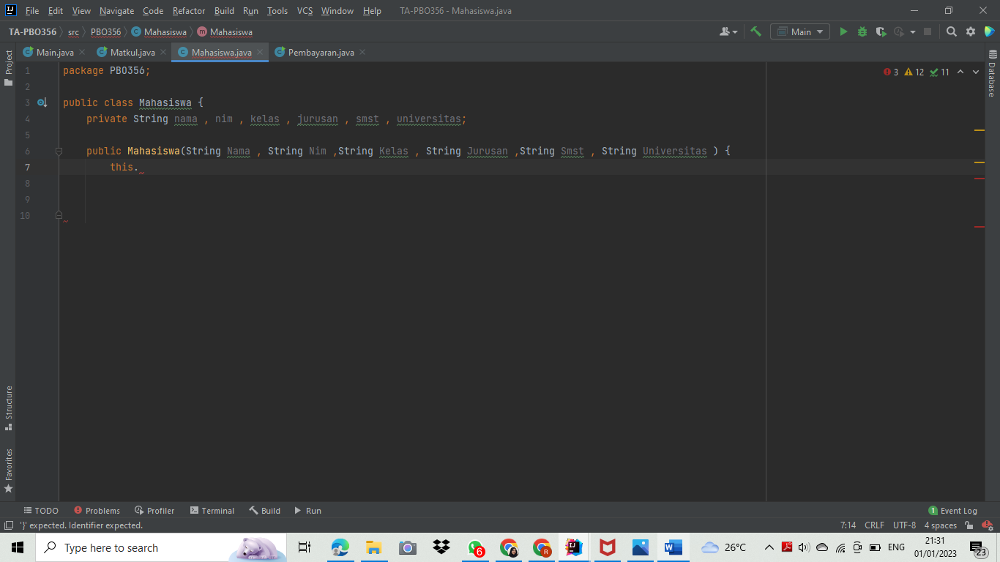 File Edit View Navigate Code Refactor Build Run Tools VCS Window Help TA-PBO356 - Mahasiswa.java
TA-PBO356 src PBO356 Mahasiswa Mahasiswa Main
Main.java Matkul.java Mahasiswa.java Pembayaran.java
Project
Database
3 12 11
1 package PBO356;
2
3 public class Mahasiswa {
4 private String nama , nim , kelas , jurusan , smst , universitas;
5
6 public Mahasiswa(String Nama , String Nim ,String Kelas , String Jurusan ,String Smst , String Universitas ) {
7 this.
8
9
10
Structure
Favorites
TODO Problems Profiler Terminal Build Run 1 Event Log
'}' expected. Identifier expected. 7:14 CRLF UTF-8 4 spaces
Type here to search 6 R 26°C ENG 21:31
01/01/2023 23